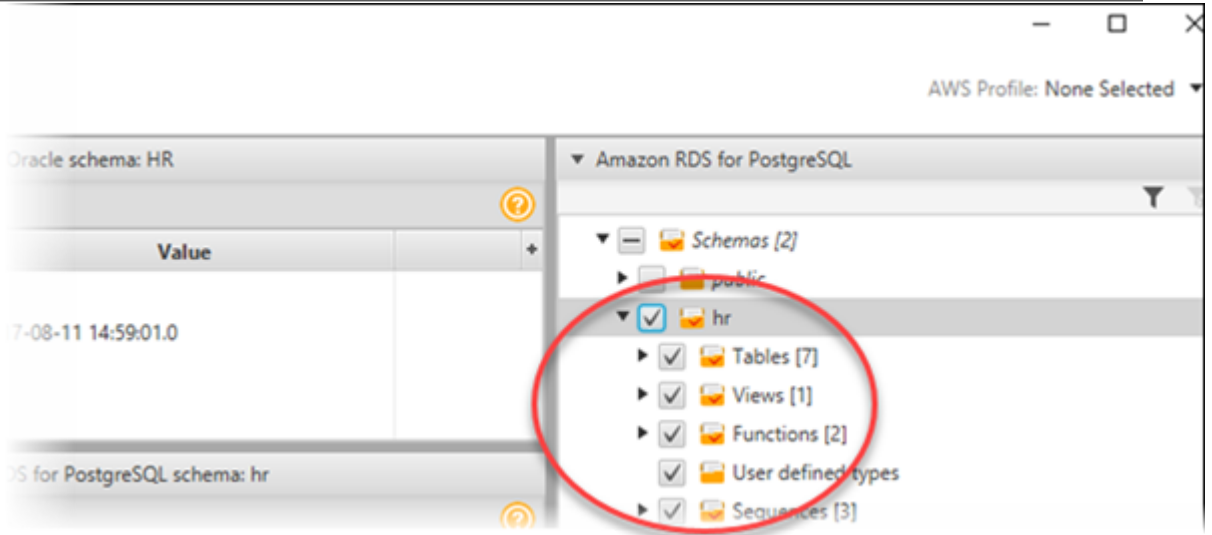 AWS Profile: None Selected
Oracle schema: HR
Amazon RDS for PostgreSQL
Value
Schemas [2]
public
hr
7-08-11 14:59:01.0
Tables [7]
Views [1]
Functions [2]
for PostgreSQL schema: hr
User defined types
Sequences [3]